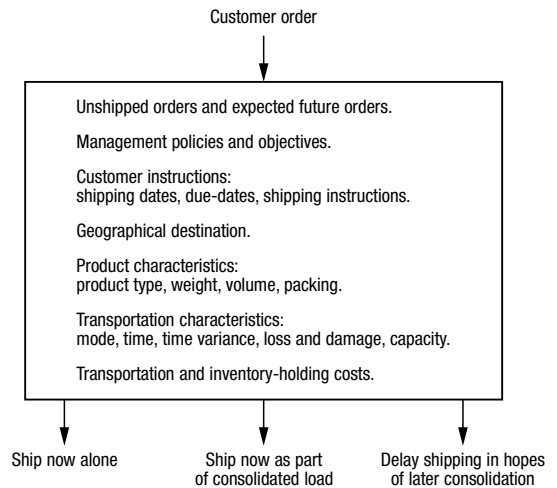 Customer order
Unshipped orders and expected future orders.
Management policies and objectives.
Customer instructions:
shipping dates, due-dates, shipping instructions.
Geographical destination.
Product characteristics:
product type, weight, volume, packing.
Transportation characteristics:
mode, time, time variance, loss and damage, capacity.
Transportation and inventory-holding costs.
Ship now alone
Ship now as part
of consolidated load
Delay shipping in hopes
of later consolidation